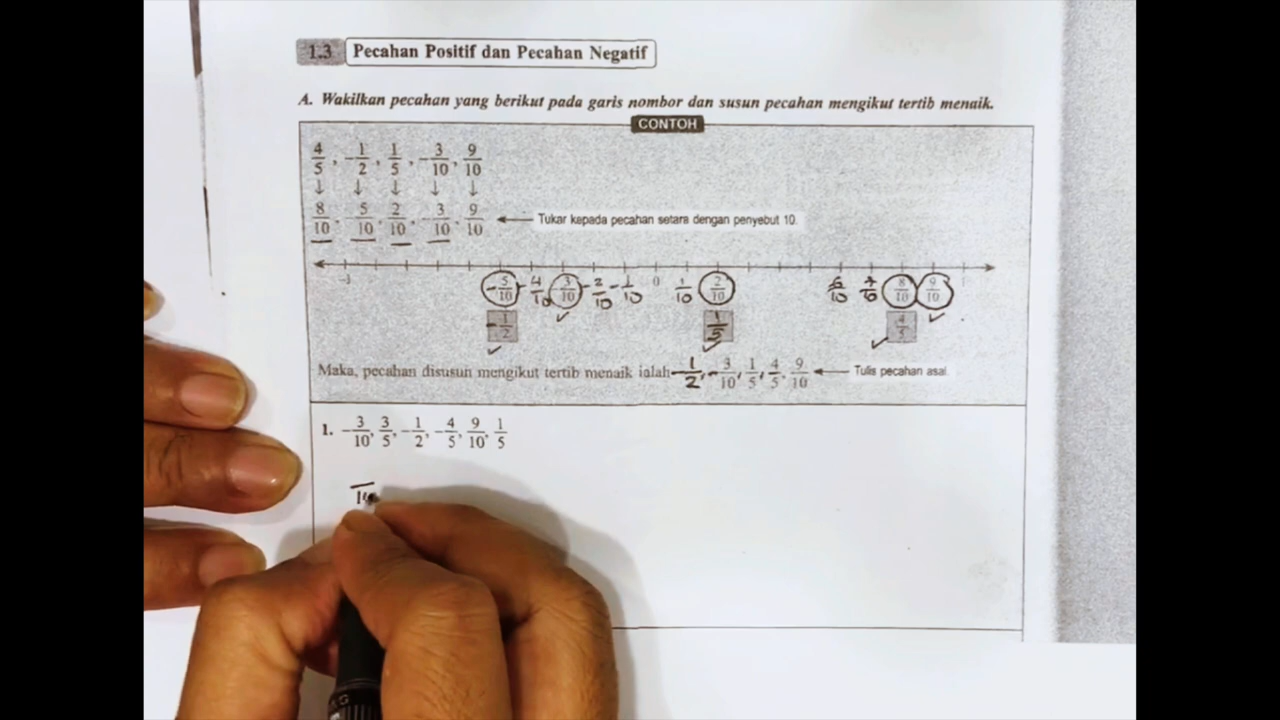 1.3 Pecahan Positif dan Pecahan Negatif
A. Wakilkan pecahan yang berikut pada garis nombor dan susun pecahan mengikut tertib menaik.
CONTOH
4/5, -1/2, 1/5, -3/10, 9/10
↓ ↓ ↓ ↓ ↓
8/10, -5/10, 2/10, -3/10, 9/10 ← Tukar kepada pecahan setara dengan penyebut 10.
-1 -5/10 -4/10 -3/10 -2/10 -1/10 0 1/10 2/10 6/10 7/10 8/10 9/10
-1/2 1/5 4/5
Maka, pecahan disusun mengikut tertib menaik ialah -1/2, -3/10, 1/5, 4/5, 9/10 ← Tulis pecahan asal.
1. -3/10, 3/5, -1/2, -4/5, 9/10, 1/5